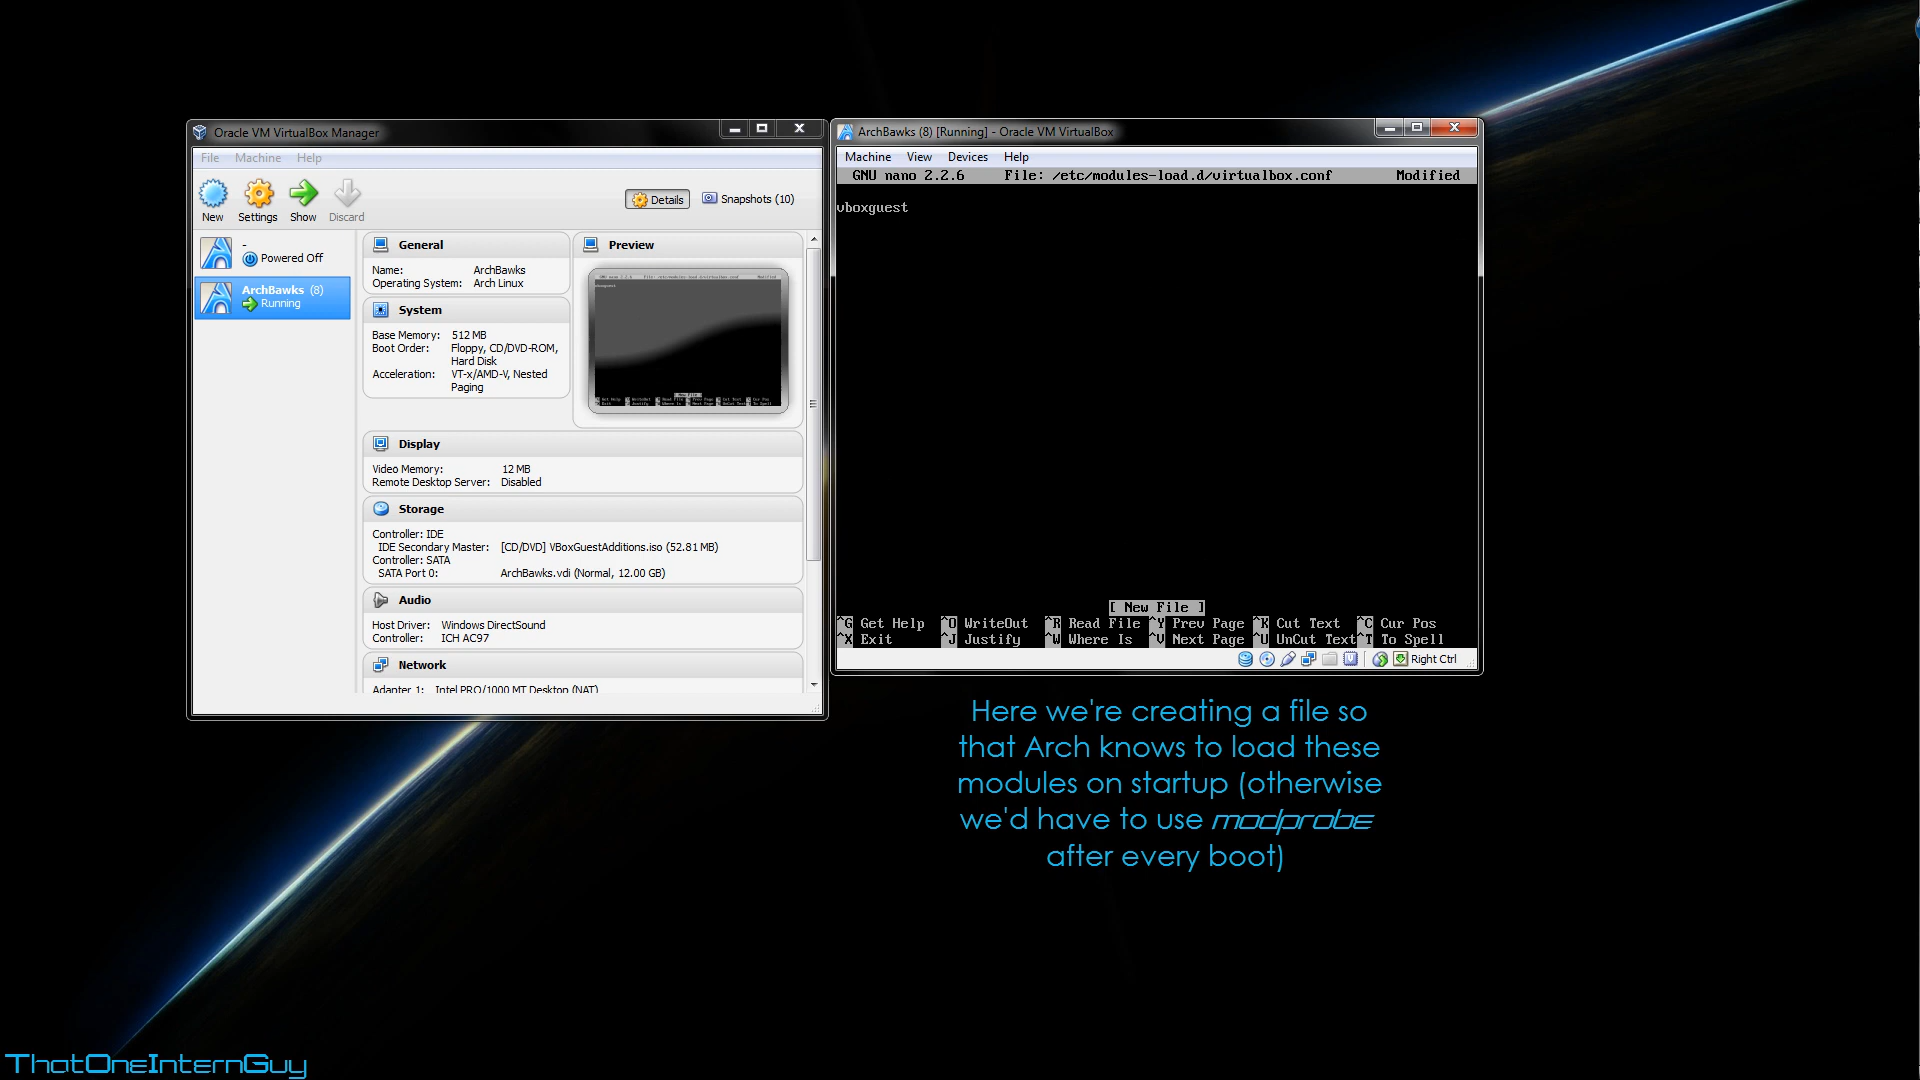 Oracle VM VirtualBox Manager
File Machine Help
New Settings Show Discard
Details Snapshots (10)
-
Powered Off
ArchBawks (8)
Running
General
Name: ArchBawks
Operating System: Arch Linux
System
Base Memory: 512 MB
Boot Order: Floppy, CD/DVD-ROM,
Hard Disk
Acceleration: VT-x/AMD-V, Nested
Paging
Preview
Display
Video Memory: 12 MB
Remote Desktop Server: Disabled
Storage
Controller: IDE
IDE Secondary Master: [CD/DVD] VBoxGuestAdditions.iso (52.81 MB)
Controller: SATA
SATA Port 0: ArchBawks.vdi (Normal, 12.00 GB)
Audio
Host Driver: Windows DirectSound
Controller: ICH AC97
Network
Adapter 1: Intel PRO/1000 MT Desktop (NAT)
ArchBawks (8) [Running] - Oracle VM VirtualBox
Machine View Devices Help
GNU nano 2.2.6 File: /etc/modules-load.d/virtualbox.conf Modified
vboxguest
[ New File ]
^G Get Help ^O WriteOut ^R Read File ^Y Prev Page ^K Cut Text ^C Cur Pos
^X Exit ^J Justify ^W Where Is ^V Next Page ^U UnCut Text ^T To Spell
Right Ctrl
Here we're creating a file so
that Arch knows to load these
modules on startup (otherwise
we'd have to use modprobe
after every boot)
ThatOneInternGuy